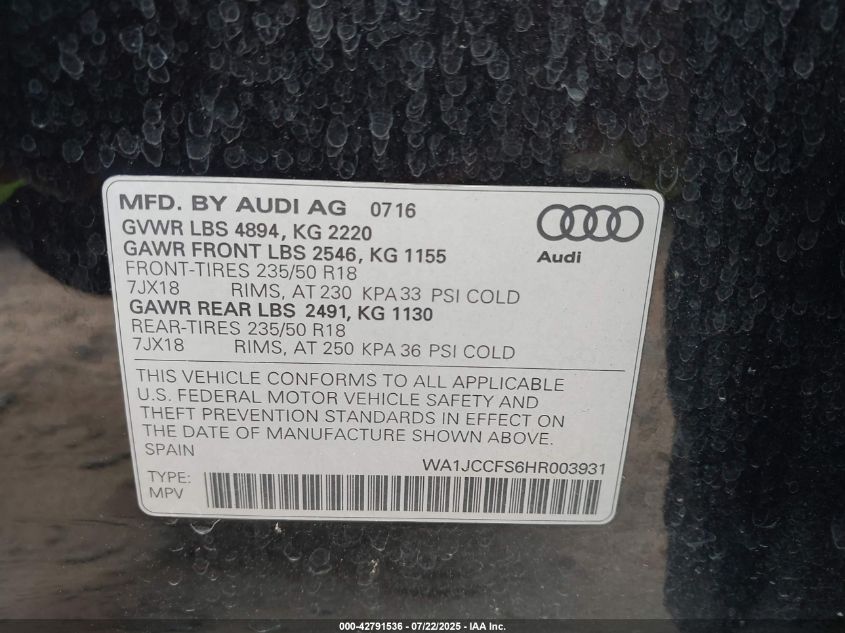 MFD. BY AUDI AG 0716
GVWR LBS 4894, KG 2220
GAWR FRONT LBS 2546, KG 1155
FRONT-TIRES 235/50 R18
7JX18 RIMS, AT 230 KPA 33 PSI COLD
GAWR REAR LBS 2491, KG 1130
REAR-TIRES 235/50 R18
7JX18 RIMS, AT 250 KPA 36 PSI COLD
Audi
THIS VEHICLE CONFORMS TO ALL APPLICABLE
U.S. FEDERAL MOTOR VEHICLE SAFETY AND
THEFT PREVENTION STANDARDS IN EFFECT ON
THE DATE OF MANUFACTURE SHOWN ABOVE.
SPAIN
WA1JCCFS6HR003931
TYPE:
MPV
000-42791536 - 07/22/2025 - IAA Inc.